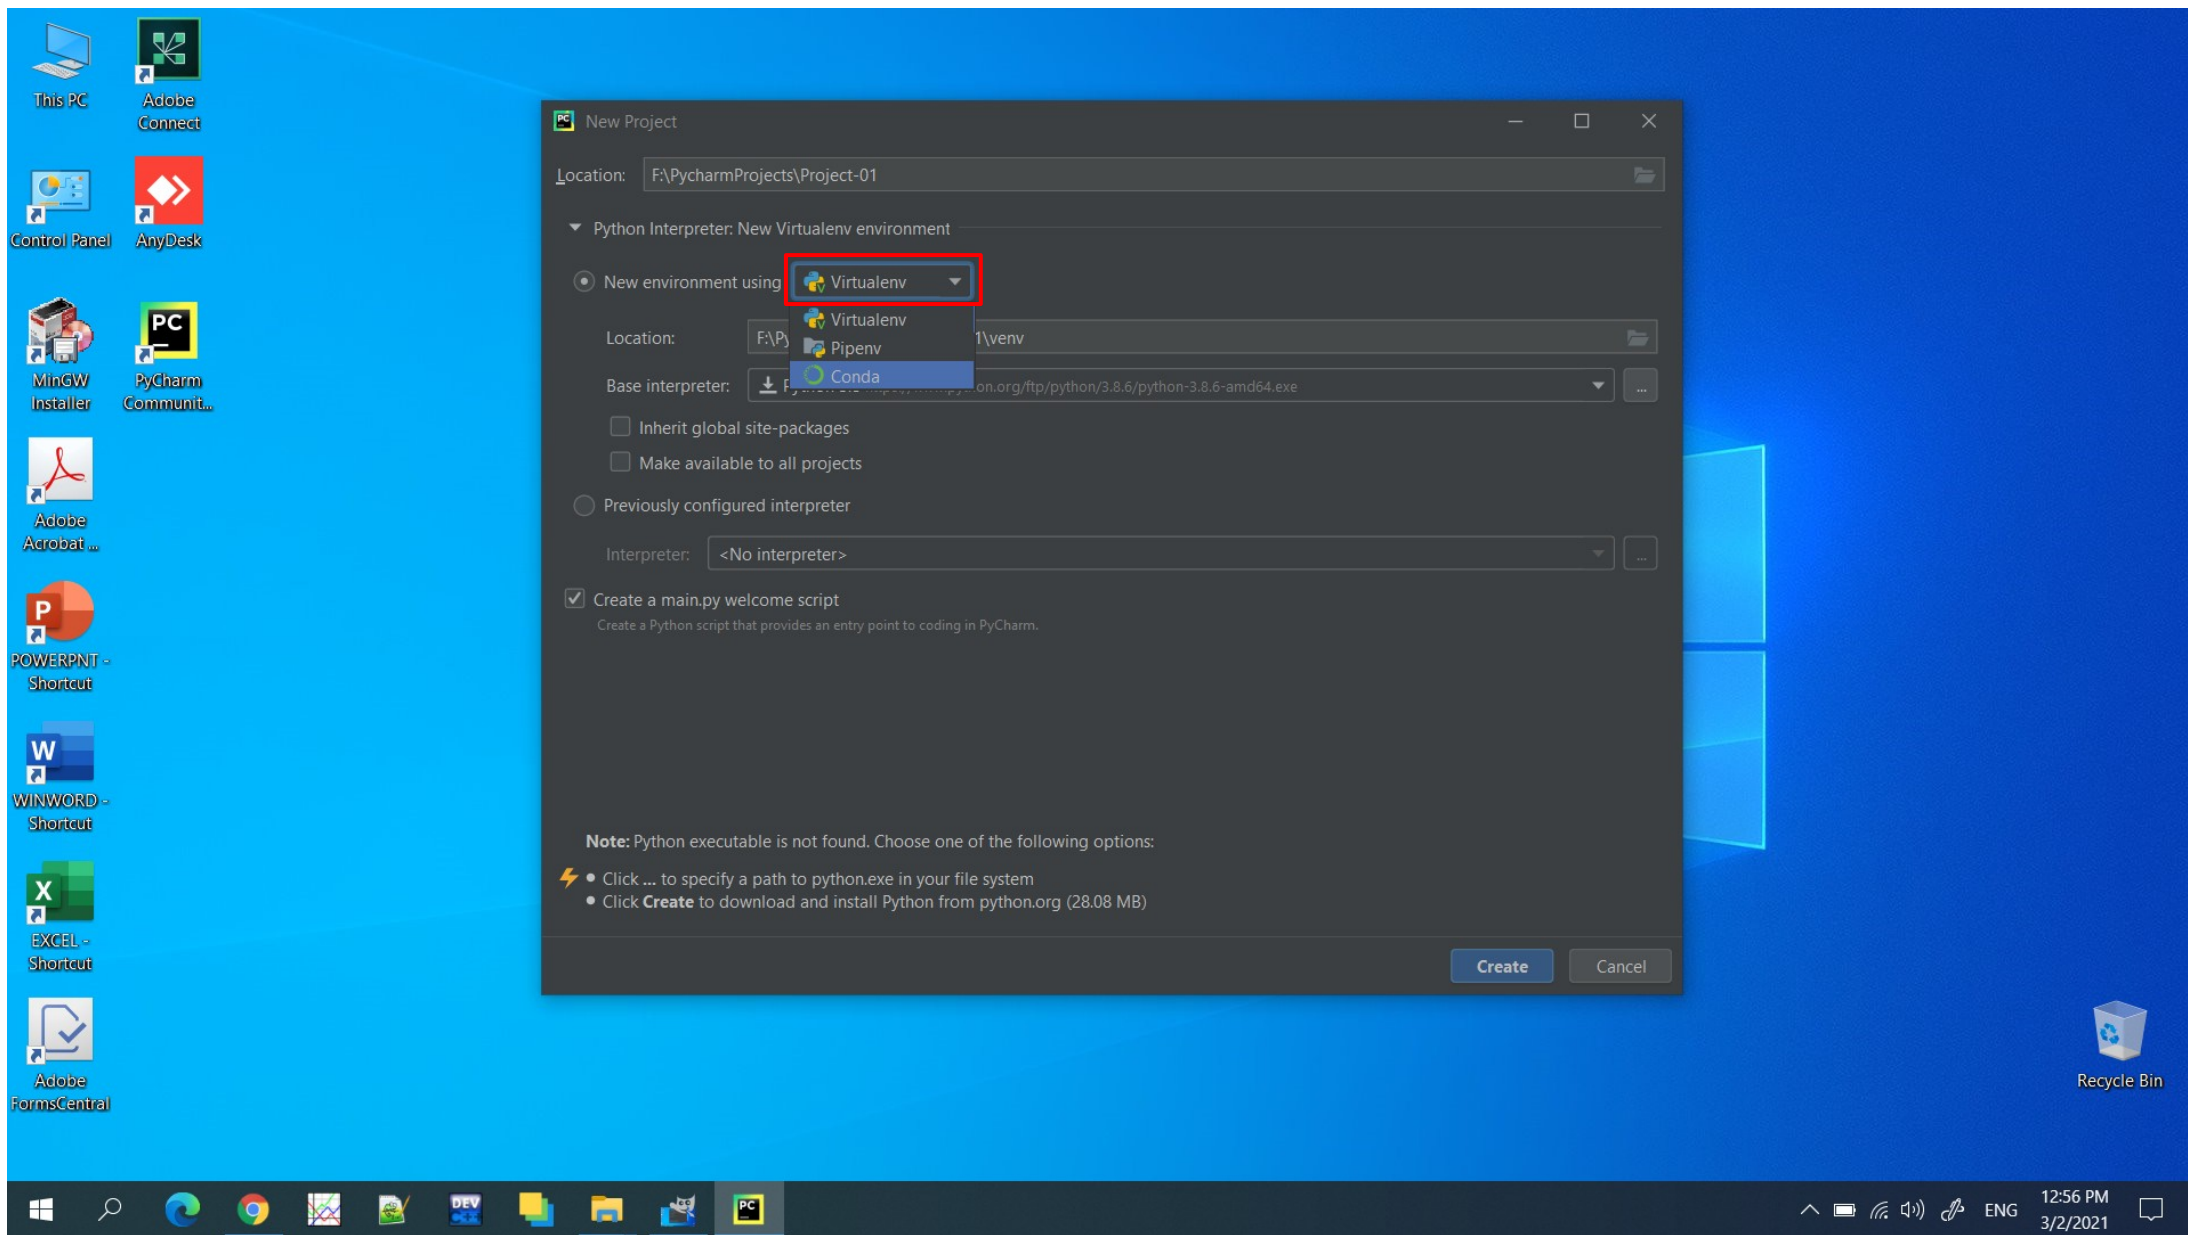 This PC
Adobe
Connect
Control Panel
AnyDesk
MinGW
Installer
PC
PyCharm
Communit...
Adobe
Acrobat ...
P
POWERPNT -
Shortcut
W
WINWORD -
Shortcut
X
EXCEL -
Shortcut
Adobe
FormsCentral
PC
New Project
Location:
F:\PycharmProjects\Project-01
Python Interpreter: New Virtualenv environment
New environment using
Virtualenv
Virtualenv
Pipenv
Conda
Location:
F:\Py
1\venv
Base interpreter:
on.org/ftp/python/3.8.6/python-3.8.6-amd64.exe
...
Inherit global site-packages
Make available to all projects
Previously configured interpreter
Interpreter:
<No interpreter>
...
Create a main.py welcome script
Create a Python script that provides an entry point to coding in PyCharm.
Note: Python executable is not found. Choose one of the following options:
• Click ... to specify a path to python.exe in your file system
• Click Create to download and install Python from python.org (28.08 MB)
Create
Cancel
Recycle Bin
DEV
PC
ENG
12:56 PM
3/2/2021